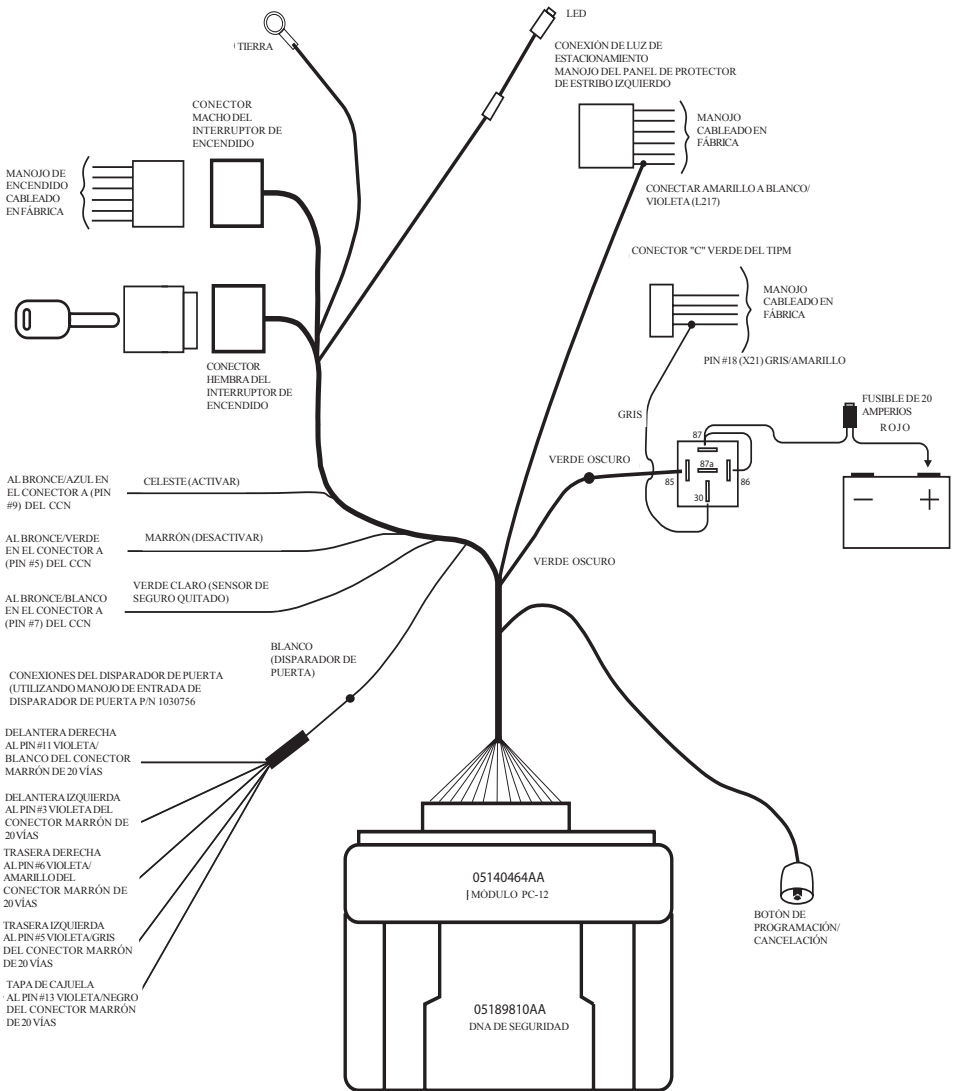 LED
TIERRA
CONEXIÓN DE LUZ DE
ESTACIONAMIENTO
MANOJO DEL PANEL DE PROTECTOR
DE ESTRIBO IZQUIERDO
CONECTOR
MACHO DEL
INTERRUPTOR DE
ENCENDIDO
MANOJO
CABLEADO EN
FÁBRICA
MANOJO DE
ENCENDIDO
CABLEADO
EN FÁBRICA
CONECTAR AMARILLO A BLANCO/
VIOLETA (L217)
CONECTOR "C" VERDE DEL TIPM
MANOJO
CABLEADO EN
FÁBRICA
PIN #18 (X21) GRIS/AMARILLO
CONECTOR
HEMBRA DEL
INTERRUPTOR DE
ENCENDIDO
FUSIBLE DE 20
AMPERIOS
ROJO
GRIS
87
87a
85
86
30
VERDE OSCURO
VERDE OSCURO
AL BRONCE/AZUL EN
EL CONECTOR A (PIN
#9) DEL CCN
CELESTE (ACTIVAR)
AL BRONCE/VERDE
EN EL CONECTOR A
(PIN #5) DEL CCN
MARRÓN (DESACTIVAR)
AL BRONCE/BLANCO
EN EL CONECTOR A
(PIN #7) DEL CCN
VERDE CLARO (SENSOR DE
SEGURO QUITADO)
BLANCO
(DISPARADOR DE
PUERTA)
CONEXIONES DEL DISPARADOR DE PUERTA
(UTILIZANDO MANOJO DE ENTRADA DE
DISPARADOR DE PUERTA P/N 1030756
DELANTERA DERECHA
AL PIN #11 VIOLETA/
BLANCO DEL CONECTOR
MARRÓN DE 20 VÍAS
DELANTERA IZQUIERDA
AL PIN #3 VIOLETA DEL
CONECTOR MARRÓN DE
20 VÍAS
TRASERA DERECHA
AL PIN #6 VIOLETA/
AMARILLO DEL
CONECTOR MARRÓN DE
20 VÍAS
TRASERA IZQUIERDA
AL PIN #5 VIOLETA/GRIS
DEL CONECTOR MARRÓN
DE 20 VÍAS
TAPA DE CAJUELA
AL PIN #13 VIOLETA/NEGRO
DEL CONECTOR MARRÓN
DE 20 VÍAS
05140464AA
MÓDULO PC-12
05189810AA
DNA DE SEGURIDAD
BOTÓN DE
PROGRAMACIÓN/
CANCELACIÓN